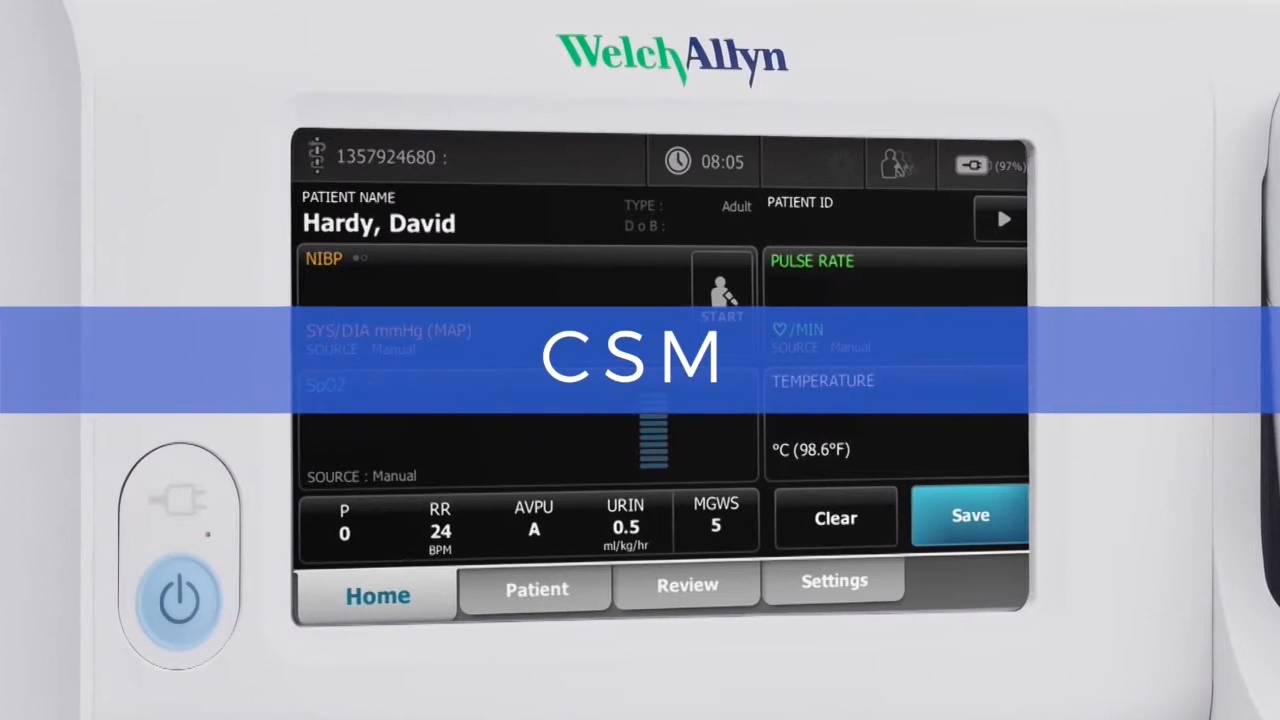 WelchAllyn
1357924680 :
08:05
(97%)
PATIENT NAME
Hardy, David
TYPE :
Adult
D o B :
PATIENT ID
NIBP
START
SYS/DIA mmHg (MAP)
SOURCE : Manual
PULSE RATE
♡/MIN
SOURCE : Manual
CSM
SpO2
SOURCE : Manual
TEMPERATURE
°C (98.6°F)
P
0
RR
24
BPM
AVPU
A
URIN
0.5
ml/kg/hr
MGWS
5
Clear
Save
Home
Patient
Review
Settings